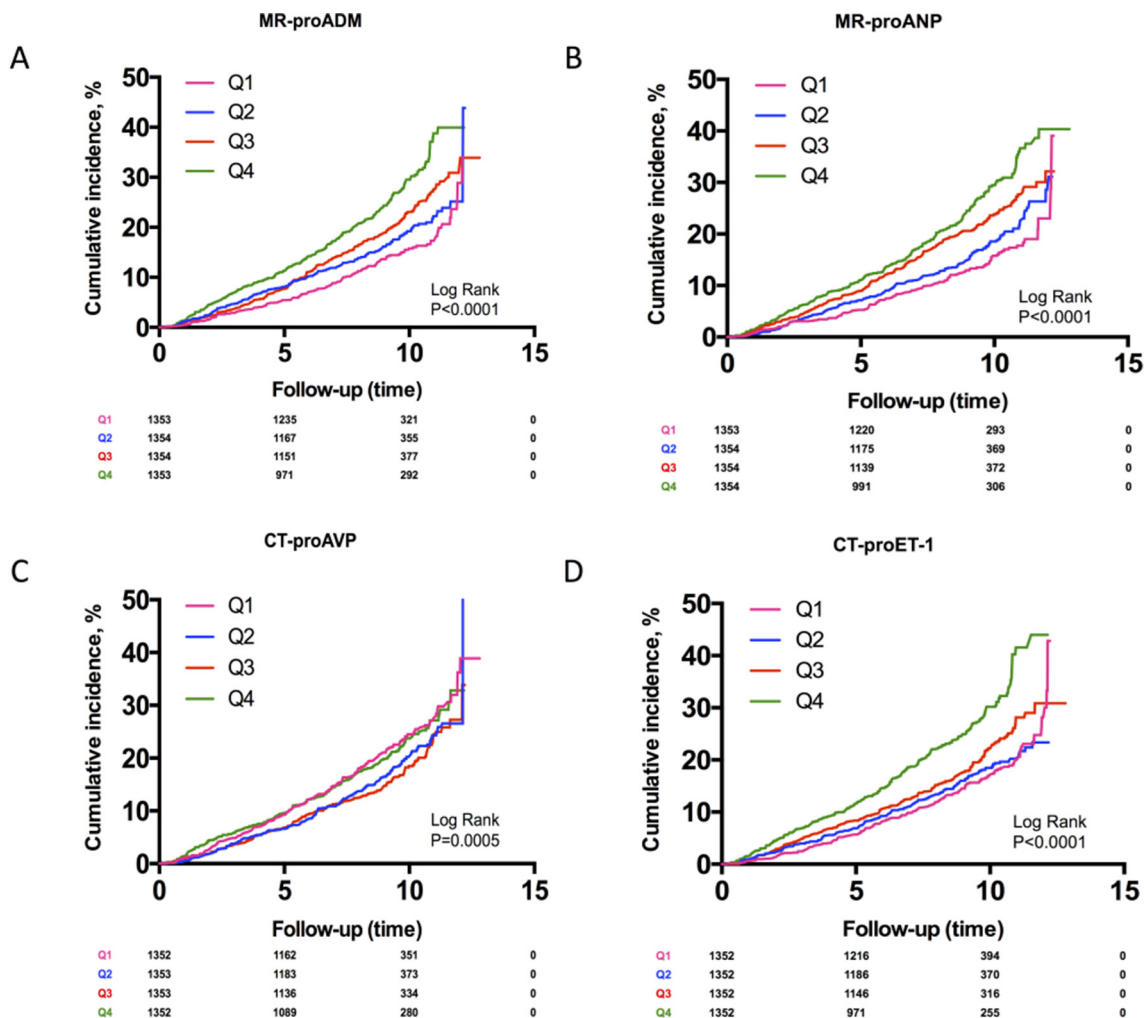 MR-proADM
A
Cumulative incidence, %
50
40
30
20
10
0
Q1
Q2
Q3
Q4
Log Rank
P<0.0001
0 5 10 15
Follow-up (time)
Q1 1353 1235 321 0
Q2 1354 1167 355 0
Q3 1354 1151 377 0
Q4 1353 971 292 0
MR-proANP
B
Cumulative incidence, %
50
40
30
20
10
0
Q1
Q2
Q3
Q4
Log Rank
P<0.0001
0 5 10 15
Follow-up (time)
Q1 1353 1220 293 0
Q2 1354 1175 369 0
Q3 1354 1139 372 0
Q4 1354 991 306 0
CT-proAVP
C
Cumulative incidence, %
50
40
30
20
10
0
Q1
Q2
Q3
Q4
Log Rank
P=0.0005
0 5 10 15
Follow-up (time)
Q1 1352 1162 351 0
Q2 1353 1183 373 0
Q3 1353 1136 334 0
Q4 1352 1089 280 0
CT-proET-1
D
Cumulative incidence, %
50
40
30
20
10
0
Q1
Q2
Q3
Q4
Log Rank
P<0.0001
0 5 10 15
Follow-up (time)
Q1 1352 1216 394 0
Q2 1352 1186 370 0
Q3 1352 1146 316 0
Q4 1352 971 255 0